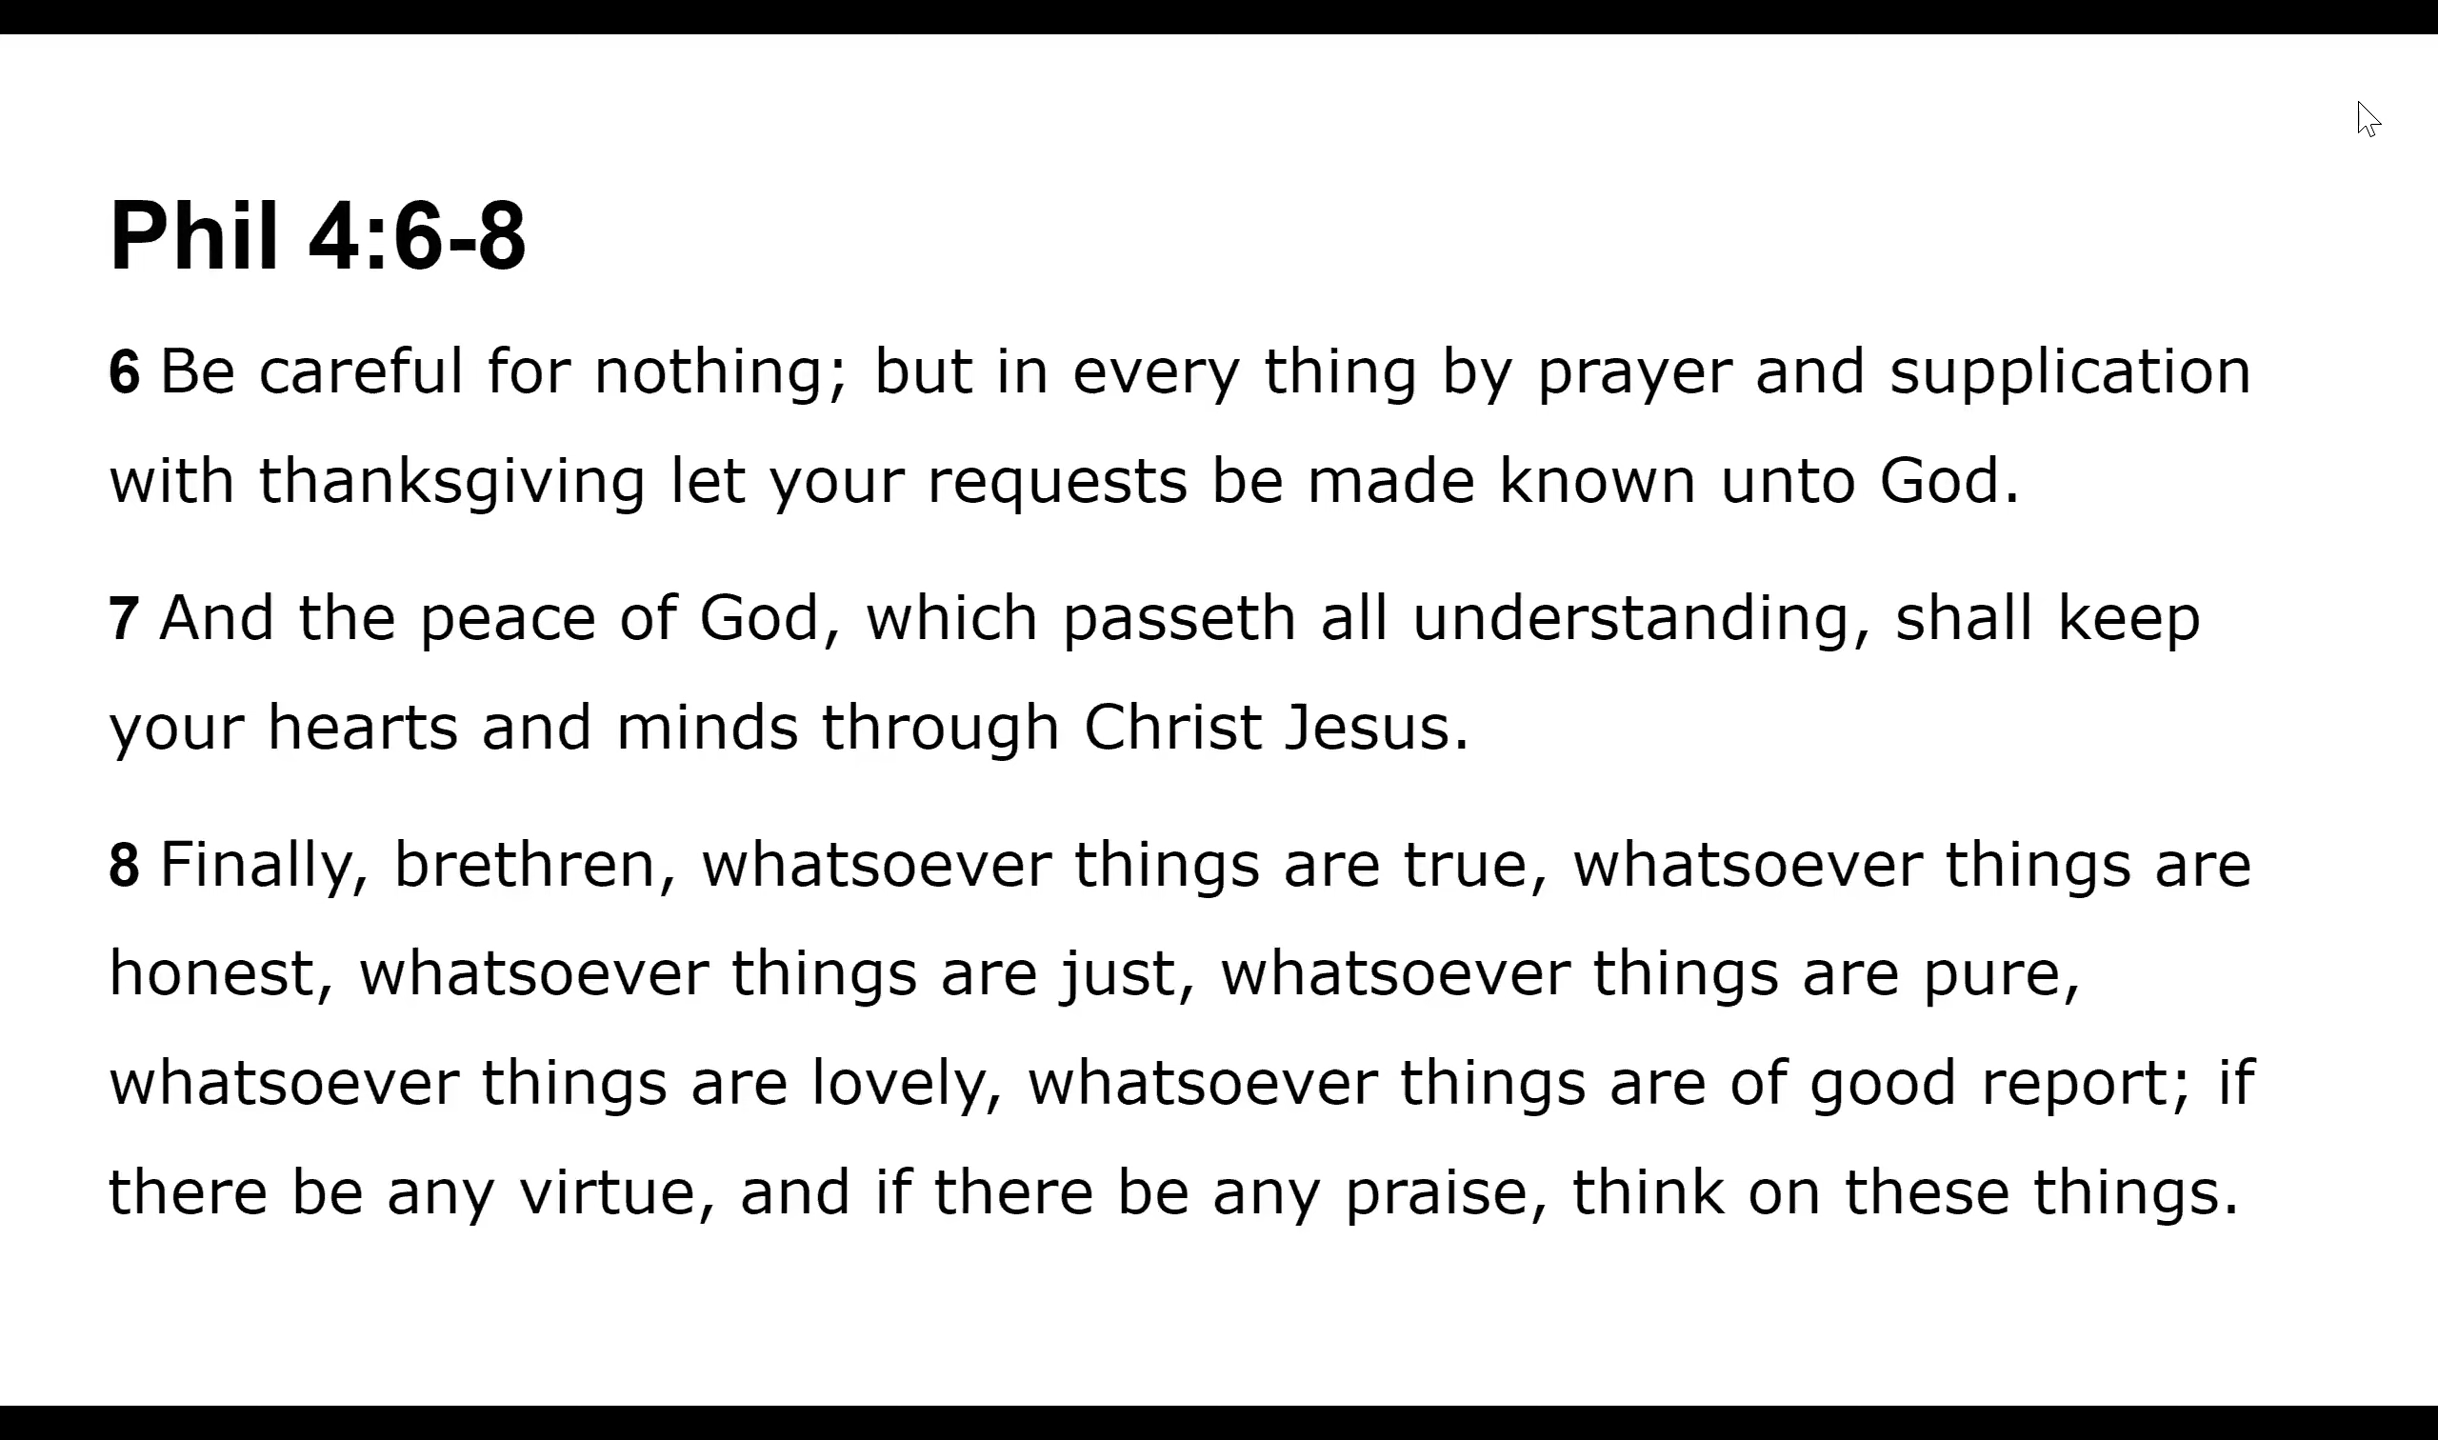 Phil 4:6-8
6 Be careful for nothing; but in every thing by prayer and supplication
with thanksgiving let your requests be made known unto God.
7 And the peace of God, which passeth all understanding, shall keep
your hearts and minds through Christ Jesus.
8 Finally, brethren, whatsoever things are true, whatsoever things are
honest, whatsoever things are just, whatsoever things are pure,
whatsoever things are lovely, whatsoever things are of good report; if
there be any virtue, and if there be any praise, think on these things.